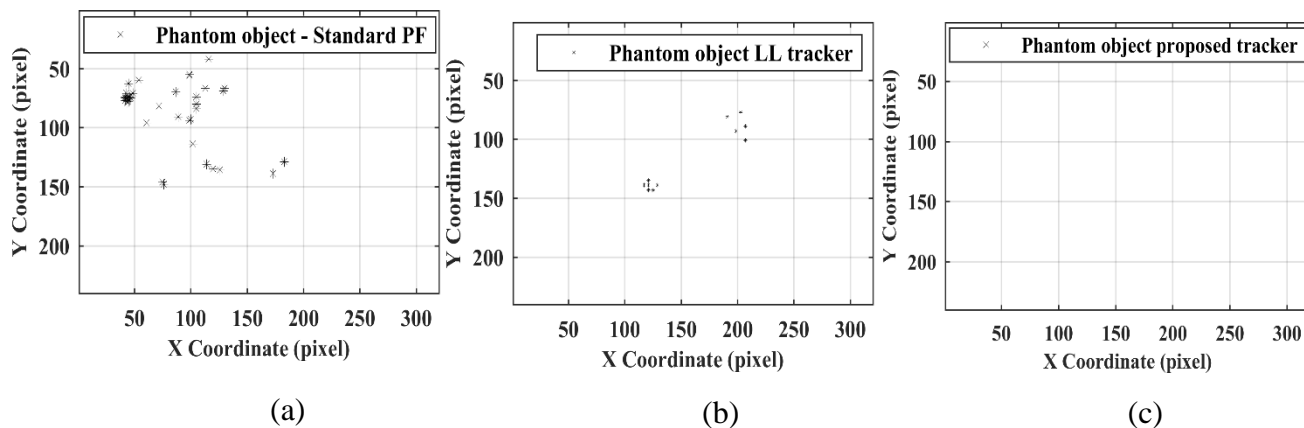 Phantom object - Standard PF
Y Coordinate (pixel)
50
100
150
200
50 100 150 200 250 300
X Coordinate (pixel)
(a)
Phantom object LL tracker
Y Coordinate (pixel)
50
100
150
200
50 100 150 200 250 300
X Coordinate (pixel)
(b)
Phantom object proposed tracker
Y Coordinate (pixel)
50
100
150
200
50 100 150 200 250 300
X Coordinate (pixel)
(c)